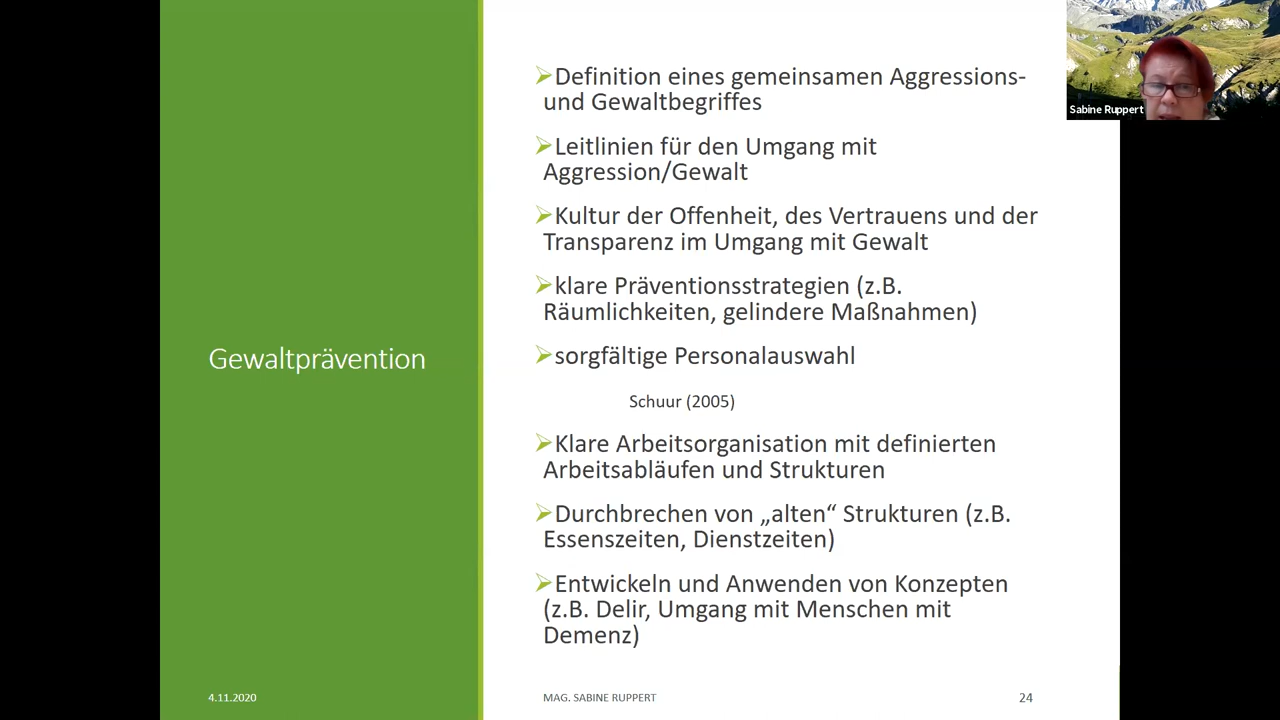 Gewaltprävention
➢Definition eines gemeinsamen Aggressions-
und Gewaltbegriffes
➢Leitlinien für den Umgang mit
Aggression/Gewalt
➢Kultur der Offenheit, des Vertrauens und der
Transparenz im Umgang mit Gewalt
➢klare Präventionsstrategien (z.B.
Räumlichkeiten, gelindere Maßnahmen)
➢sorgfältige Personalauswahl
Schuur (2005)
➢Klare Arbeitsorganisation mit definierten
Arbeitsabläufen und Strukturen
➢Durchbrechen von „alten“ Strukturen (z.B.
Essenszeiten, Dienstzeiten)
➢Entwickeln und Anwenden von Konzepten
(z.B. Delir, Umgang mit Menschen mit
Demenz)
4.11.2020
MAG. SABINE RUPPERT
24
Sabine Ruppert